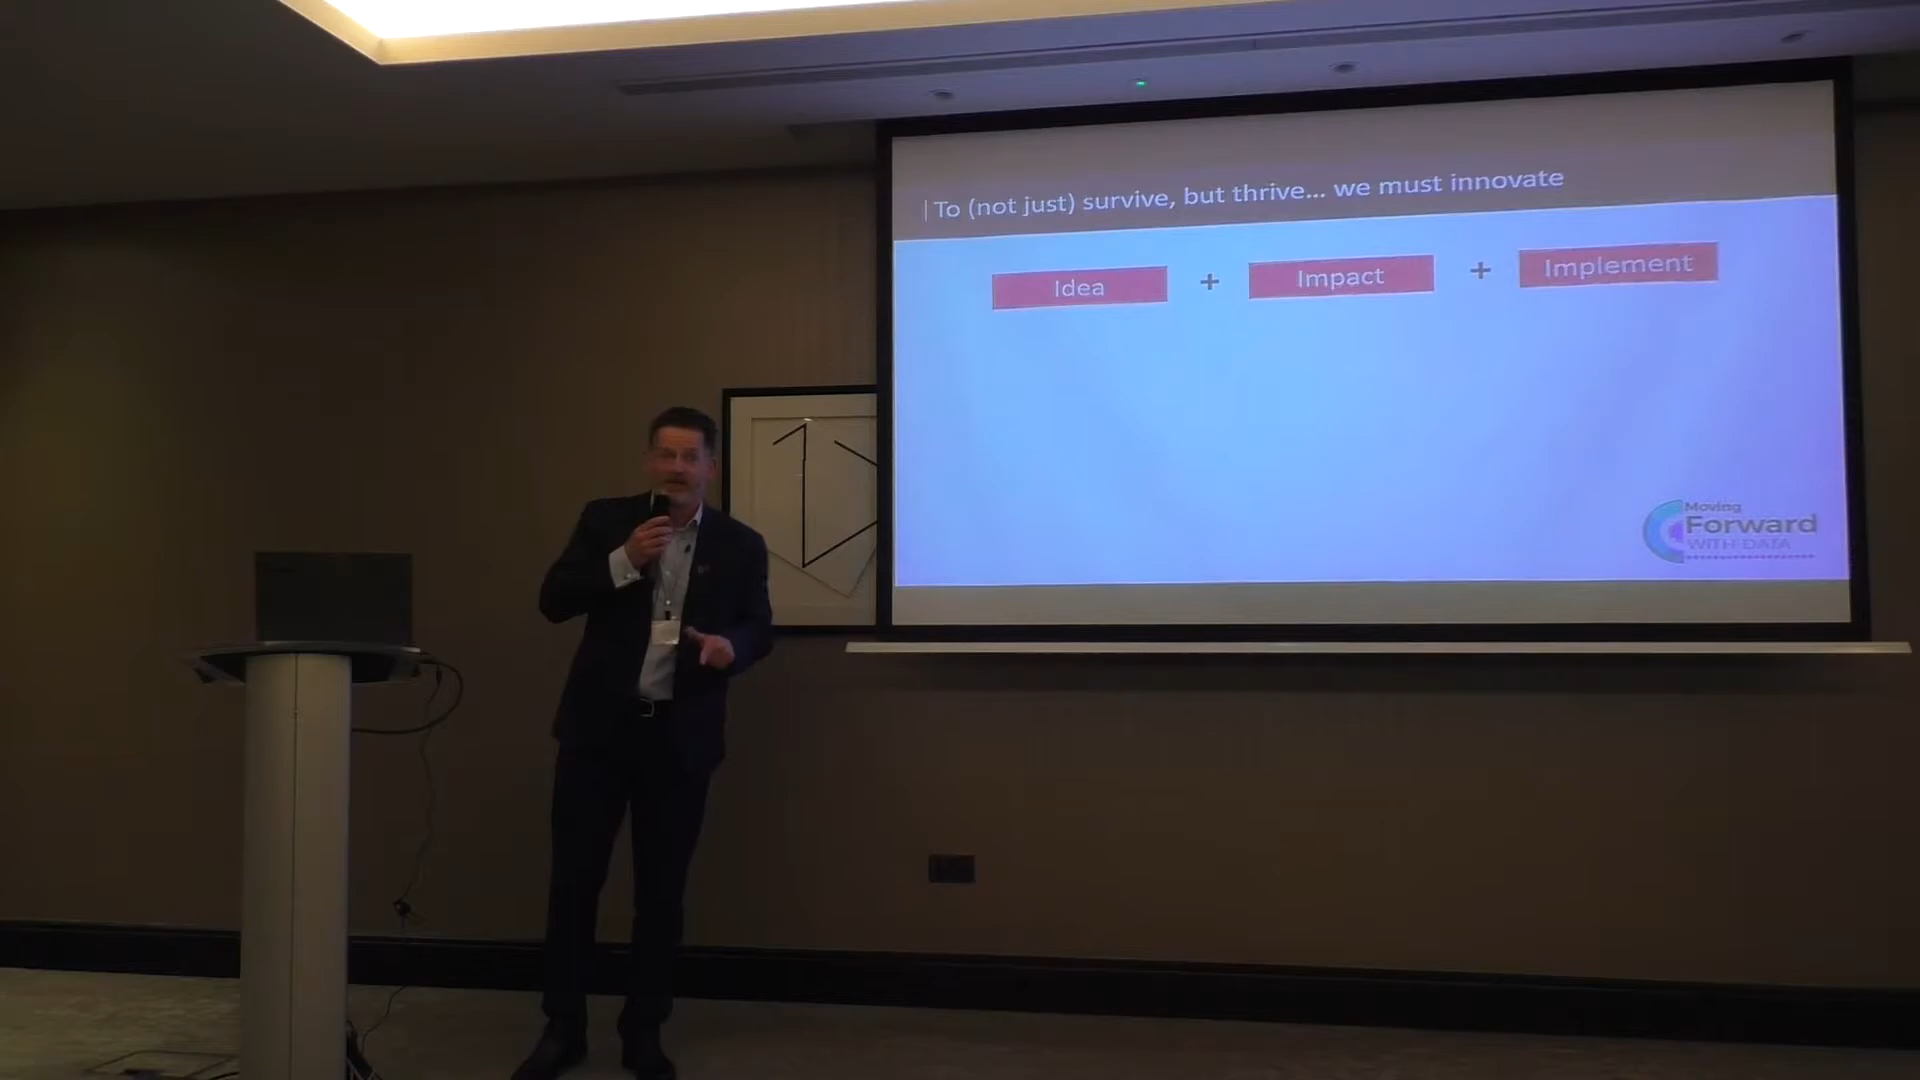 To (not just) survive, but thrive... we must innovate
Idea + Impact + Implement
Moving
Forward
WITH DATA